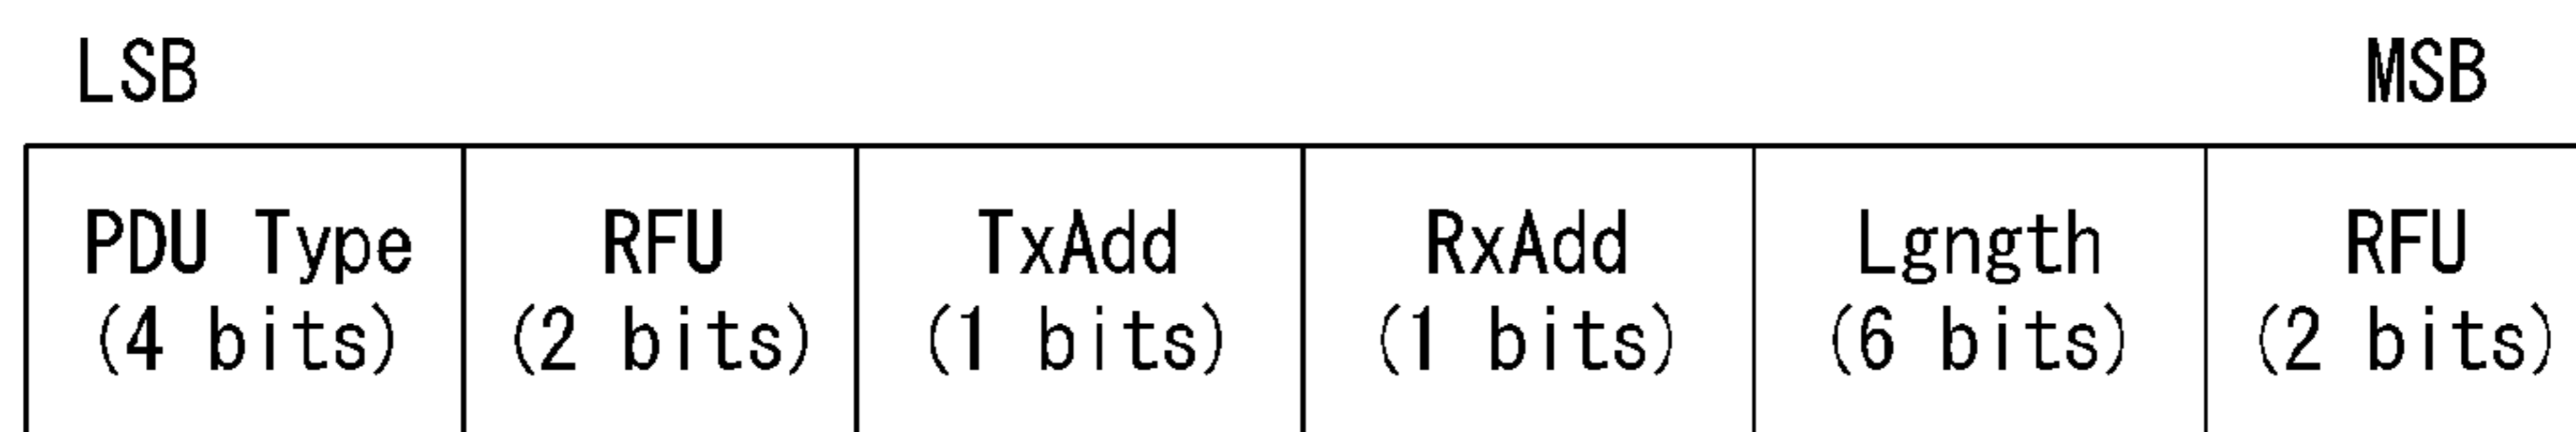 LSB MSB
PDU Type RFU TxAdd RxAdd Lgngth RFU
(4 bits) (2 bits) (1 bits) (1 bits) (6 bits) (2 bits)